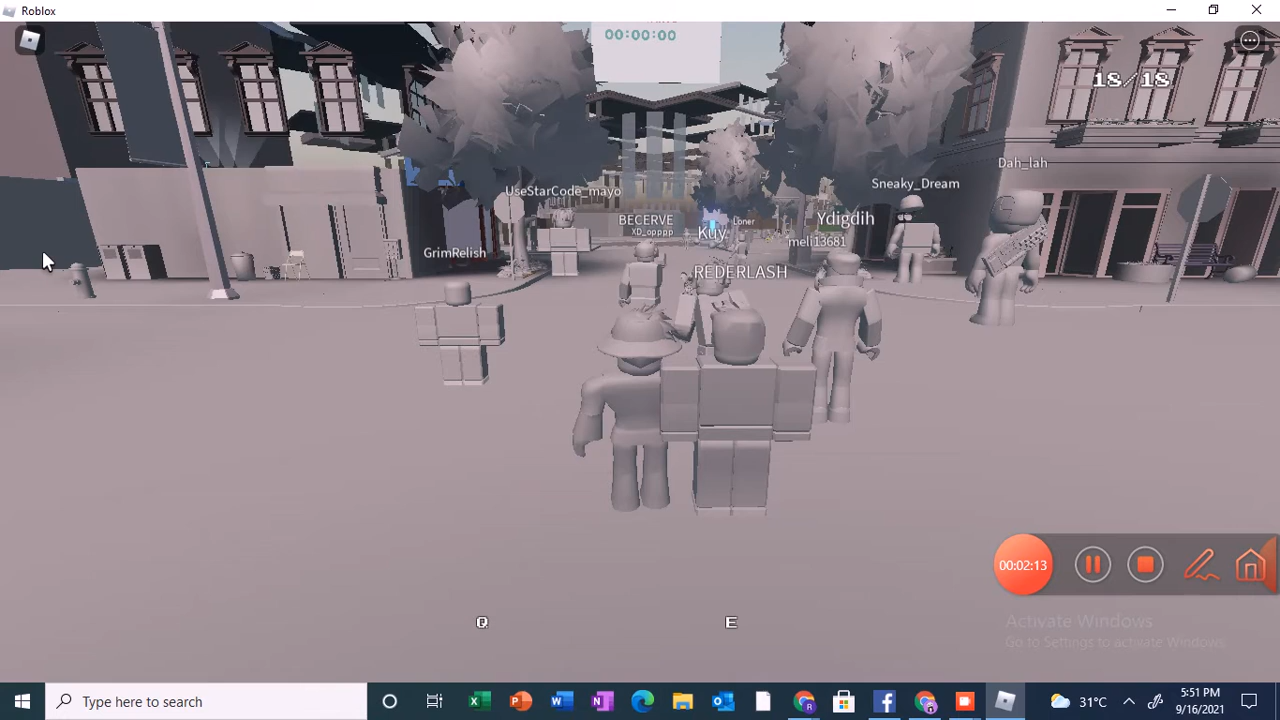 Roblox
00:00:00
18/18
Dah_lah
Sneaky_Dream
UseStarCode_mayo
BECERVE
Loner
Ydigdih
XD_opppp
Kuy
meli13681
GrimRelish
REDERLASH
00:02:13
Activate Windows
Go to Settings to activate Windows.
Q
E
Type here to search
31°C
5:51 PM
9/16/2021